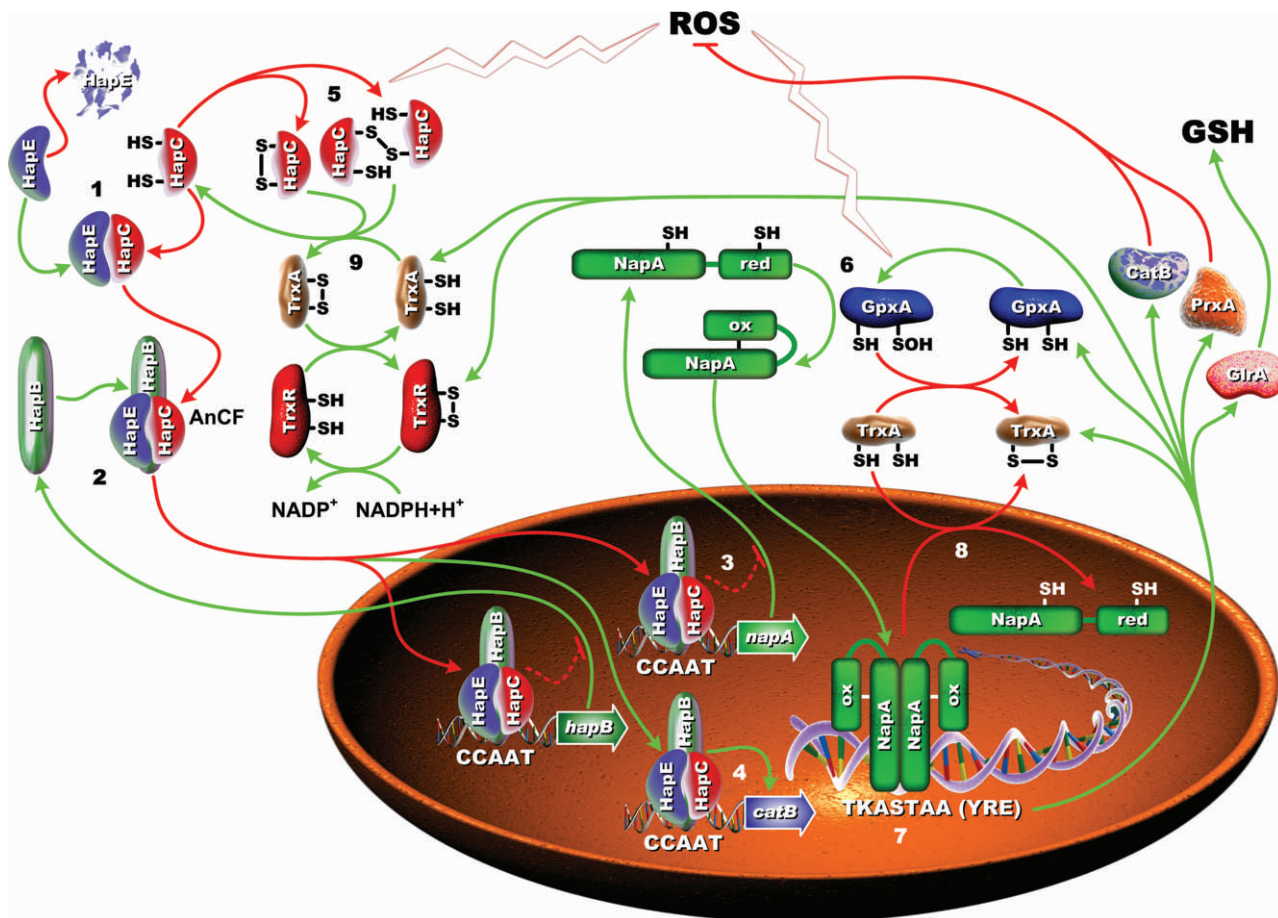 ROS
HapE
5
HS
HapC
HS
HS
HapC
S
S
HapC
HapC
S
S
SH
HapC
GSH
HapE
1
HapE
HapC
9
TrxA
S
S
TrxA
SH
SH
SH
SH
NapA
red
6
CatB
PrxA
GpxA
SH
SOH
GpxA
SH
SH
ox
NapA
GlrA
HapB
HapB
HapE
HapC
AnCF
2
TrxR
SH
SH
TrxR
S
S
TrxA
SH
SH
TrxA
S
S
NADP+
NADPH+H+
HapB
3
HapE
HapC
napA
CCAAT
8
SH
SH
NapA
red
HapB
HapE
HapC
hapB
CCAAT
ox
NapA
NapA
ox
HapB
4
HapE
HapC
catB
CCAAT
TKASTAA (YRE)
7